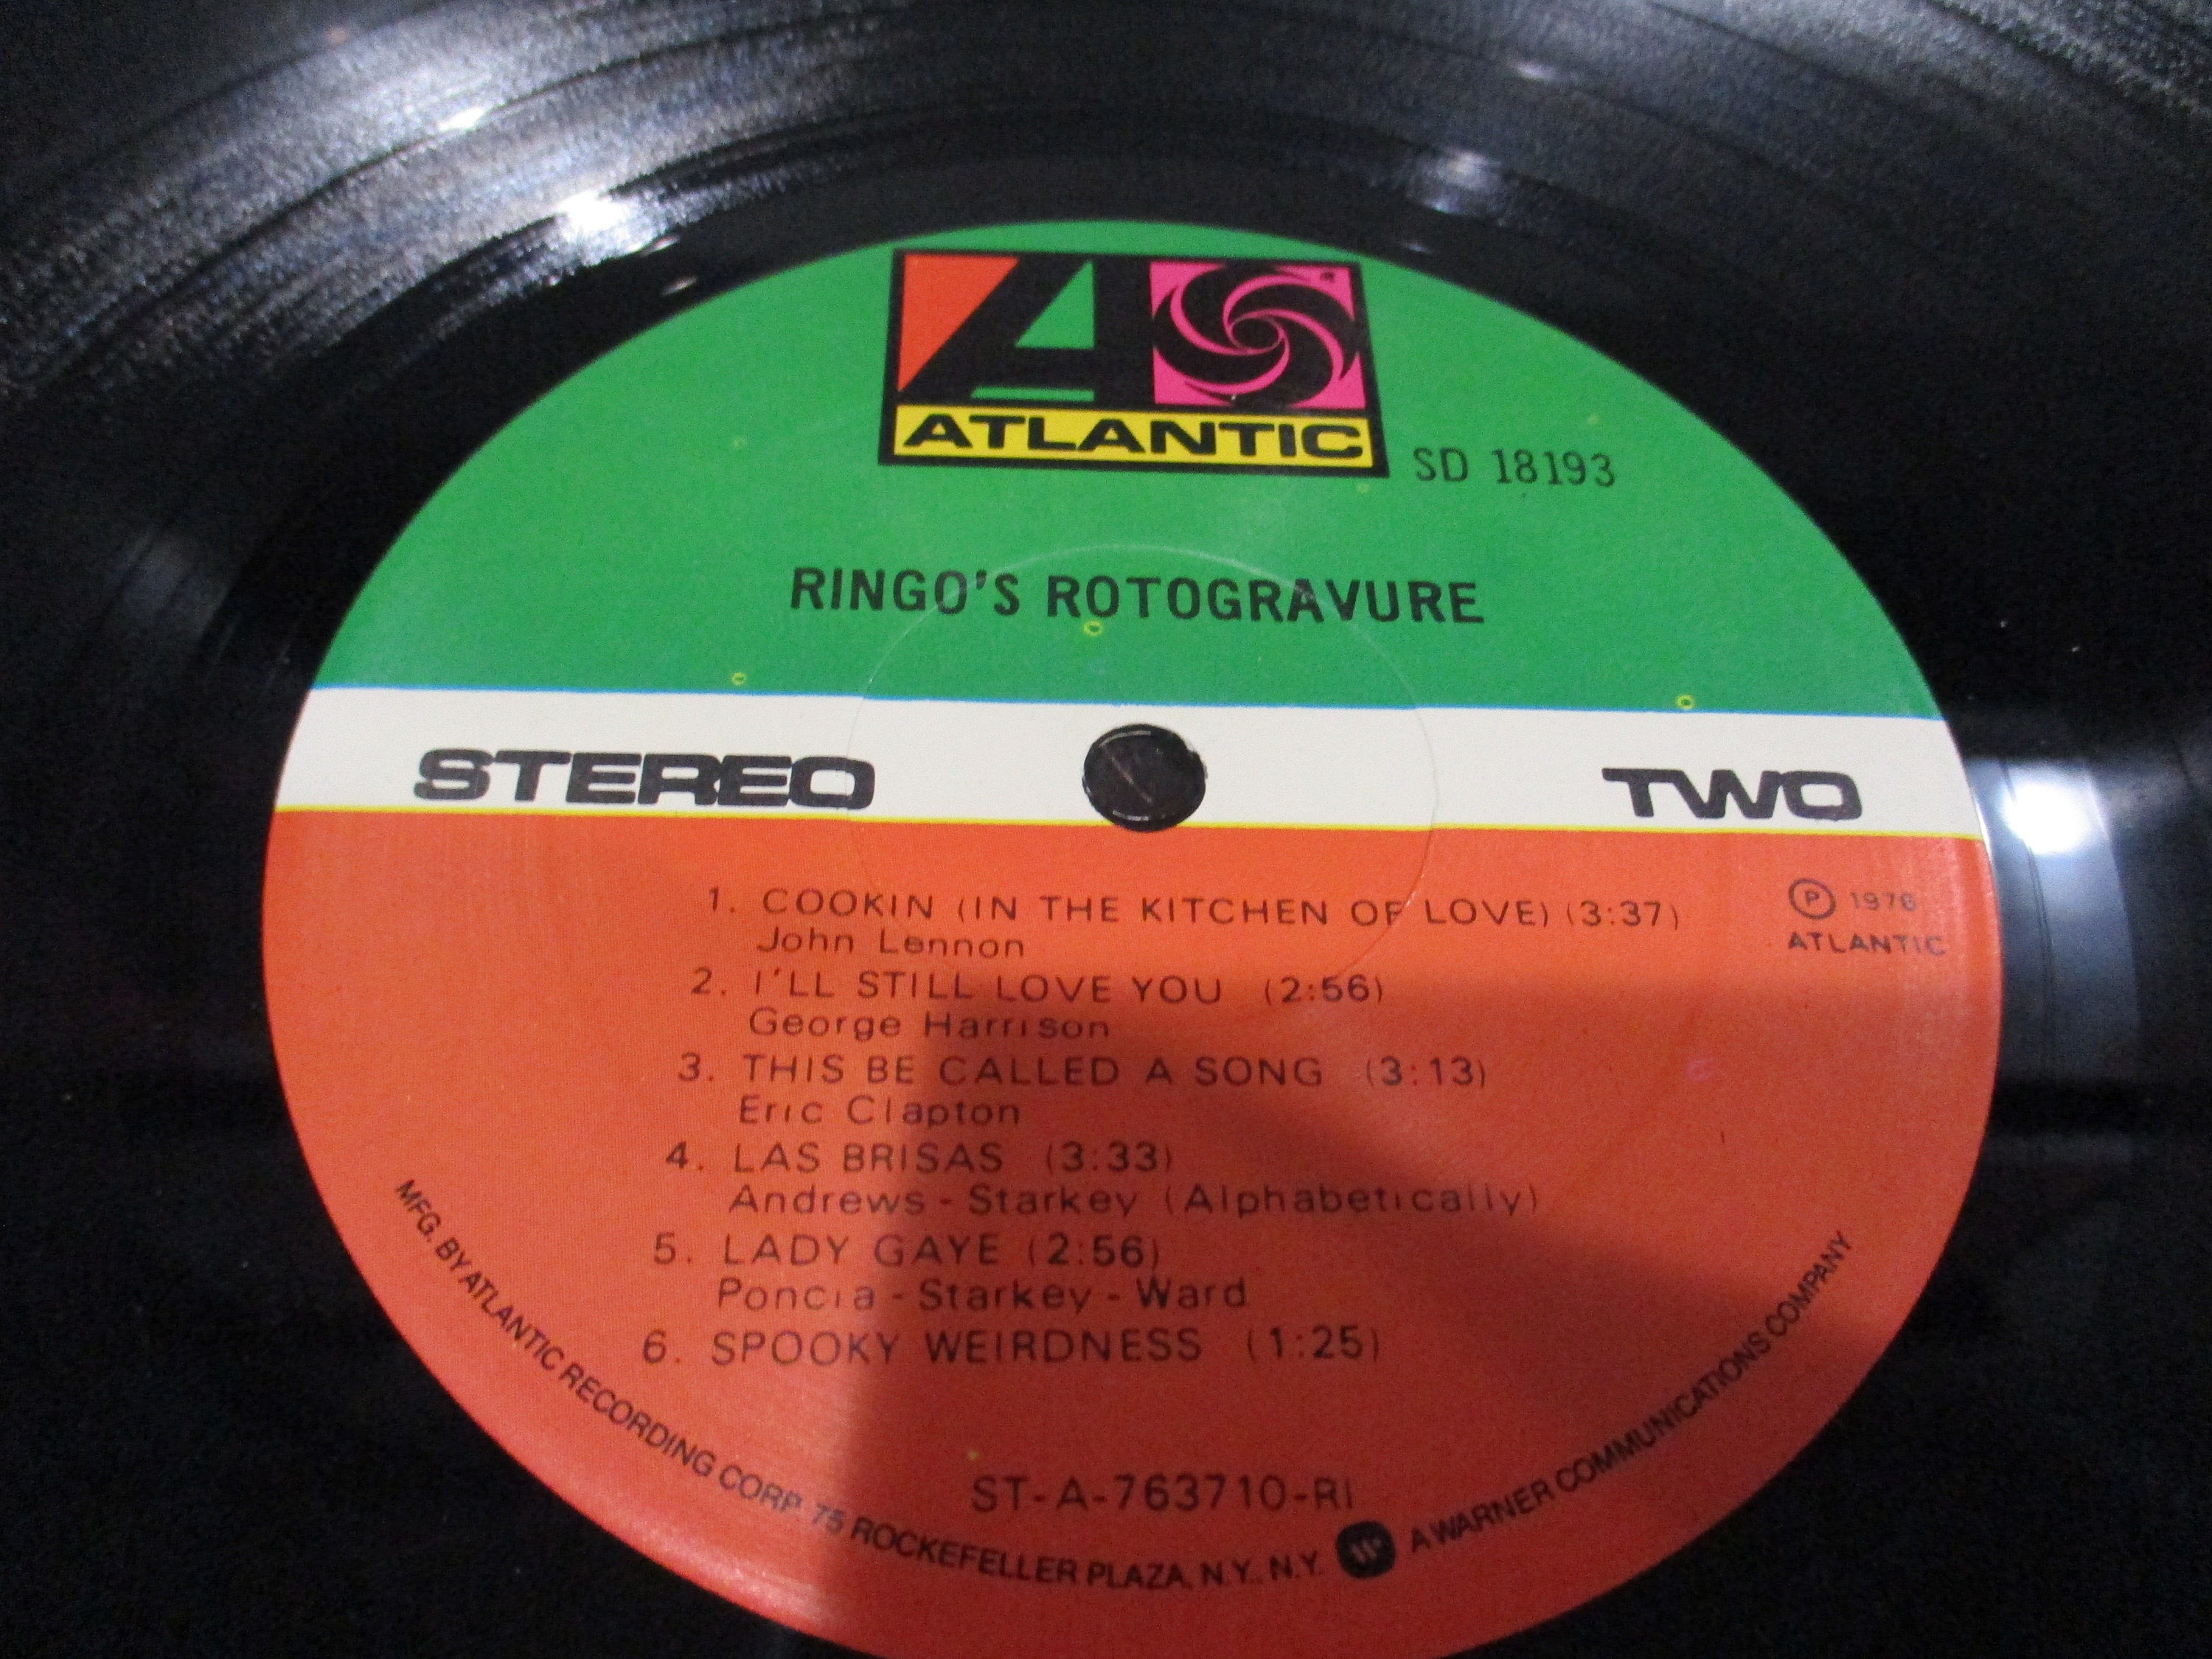 ATLANTIC
SD 18193
RINGO'S ROTOGRAVURE
STEREO
TWO
1. COOKIN (IN THE KITCHEN OF LOVE) (3:37)
John Lennon
℗ 1976
ATLANTIC
2. I'LL STILL LOVE YOU (2:56)
George Harrison
3. THIS BE CALLED A SONG (3:13)
Eric Clapton
4. LAS BRISAS (3:33)
Andrews - Starkey (Alphabetically)
5. LADY GAYE (2:56)
Poncia - Starkey - Ward
6. SPOOKY WEIRDNESS (1:25)
ST-A-763710-RI
MFG. BY ATLANTIC RECORDING CORP. 75 ROCKEFELLER PLAZA, N.Y., N.Y. A WARNER COMMUNICATIONS COMPANY